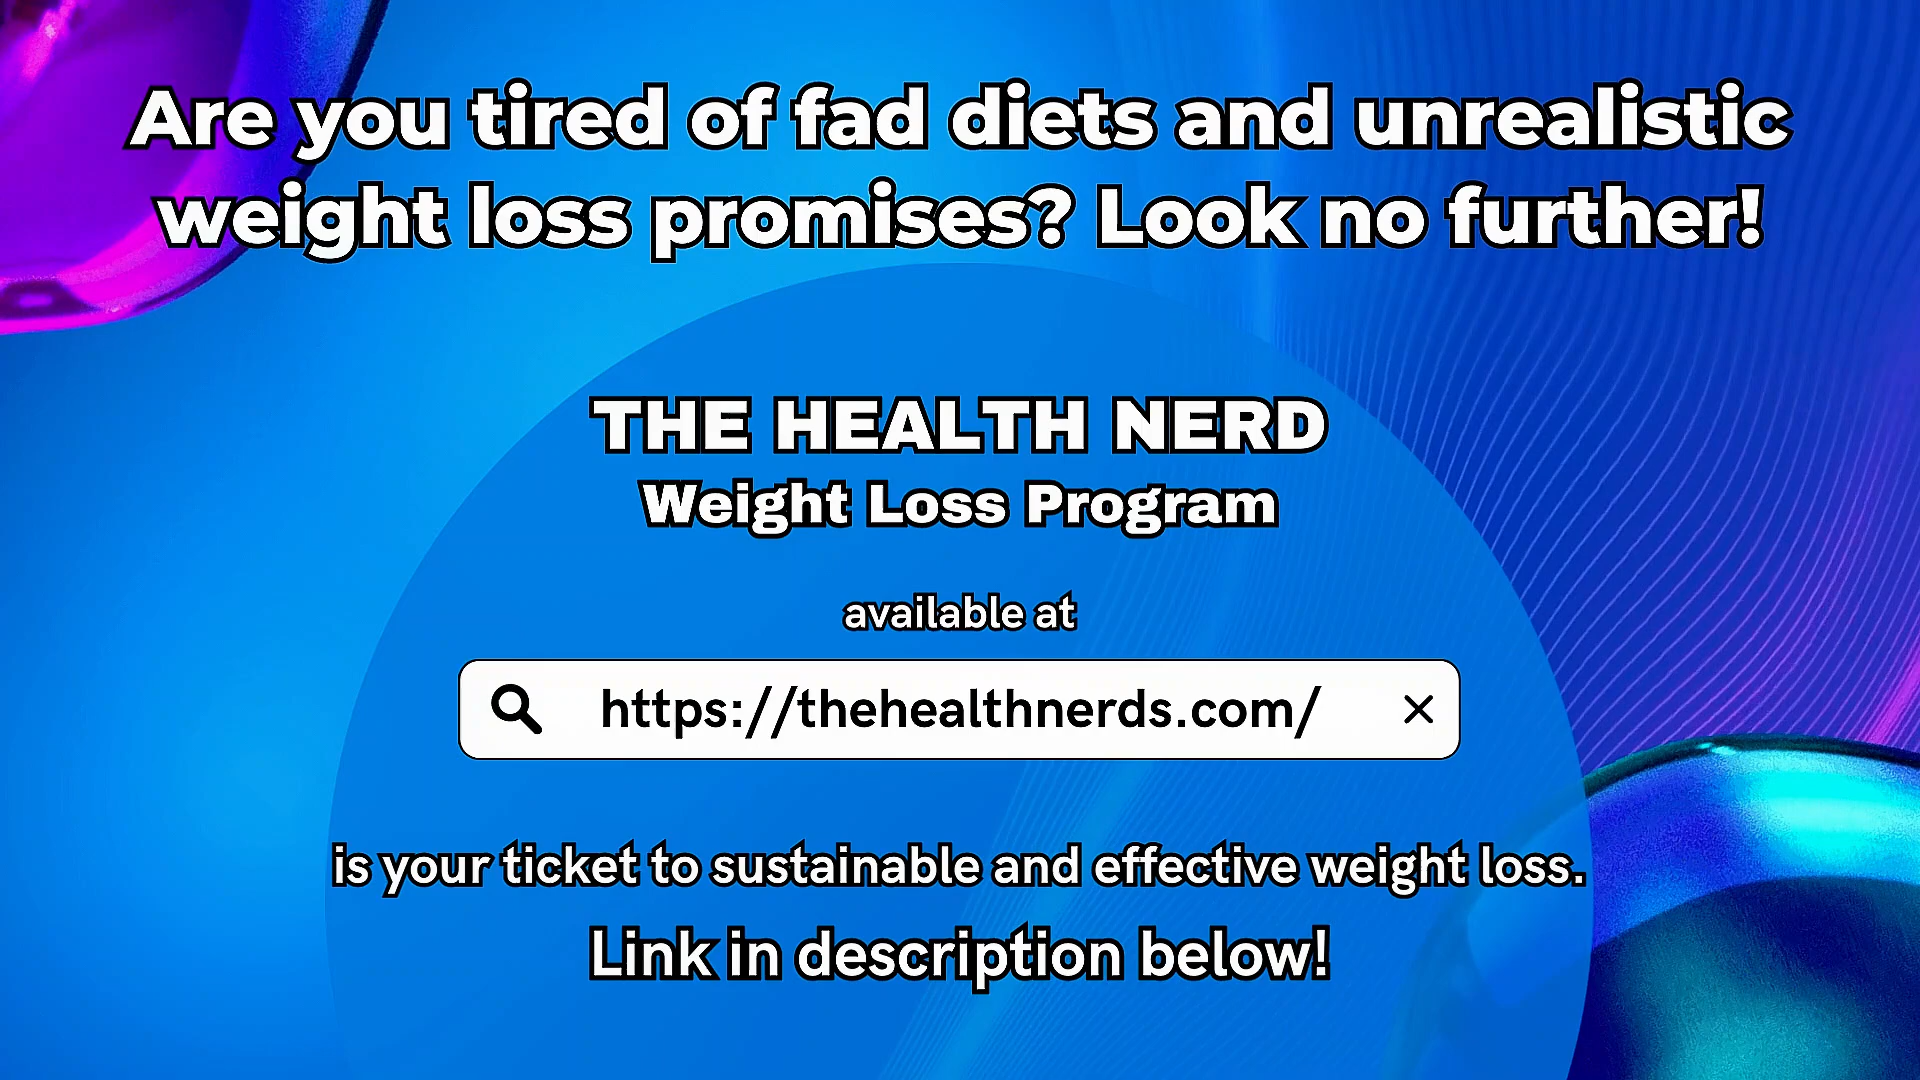 Are you tired of fad diets and unrealistic
weight loss promises? Look no further!
THE HEALTH NERD
Weight Loss Program
available at
https://thehealthnerds.com/
is your ticket to sustainable and effective weight loss.
Link in description below!